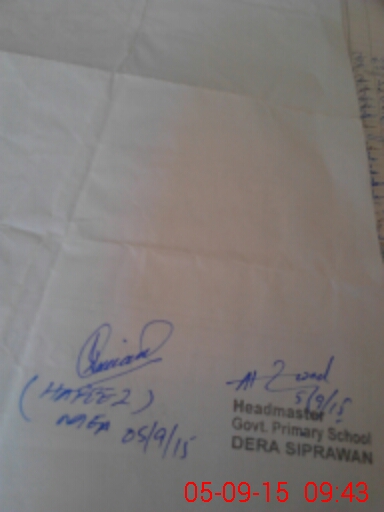 (HAFEEZ)
MEA 05/9/15
5/9/15
Headmaster
Govt. Primary School
DERA SIPRAWAN
05-09-15 09:43